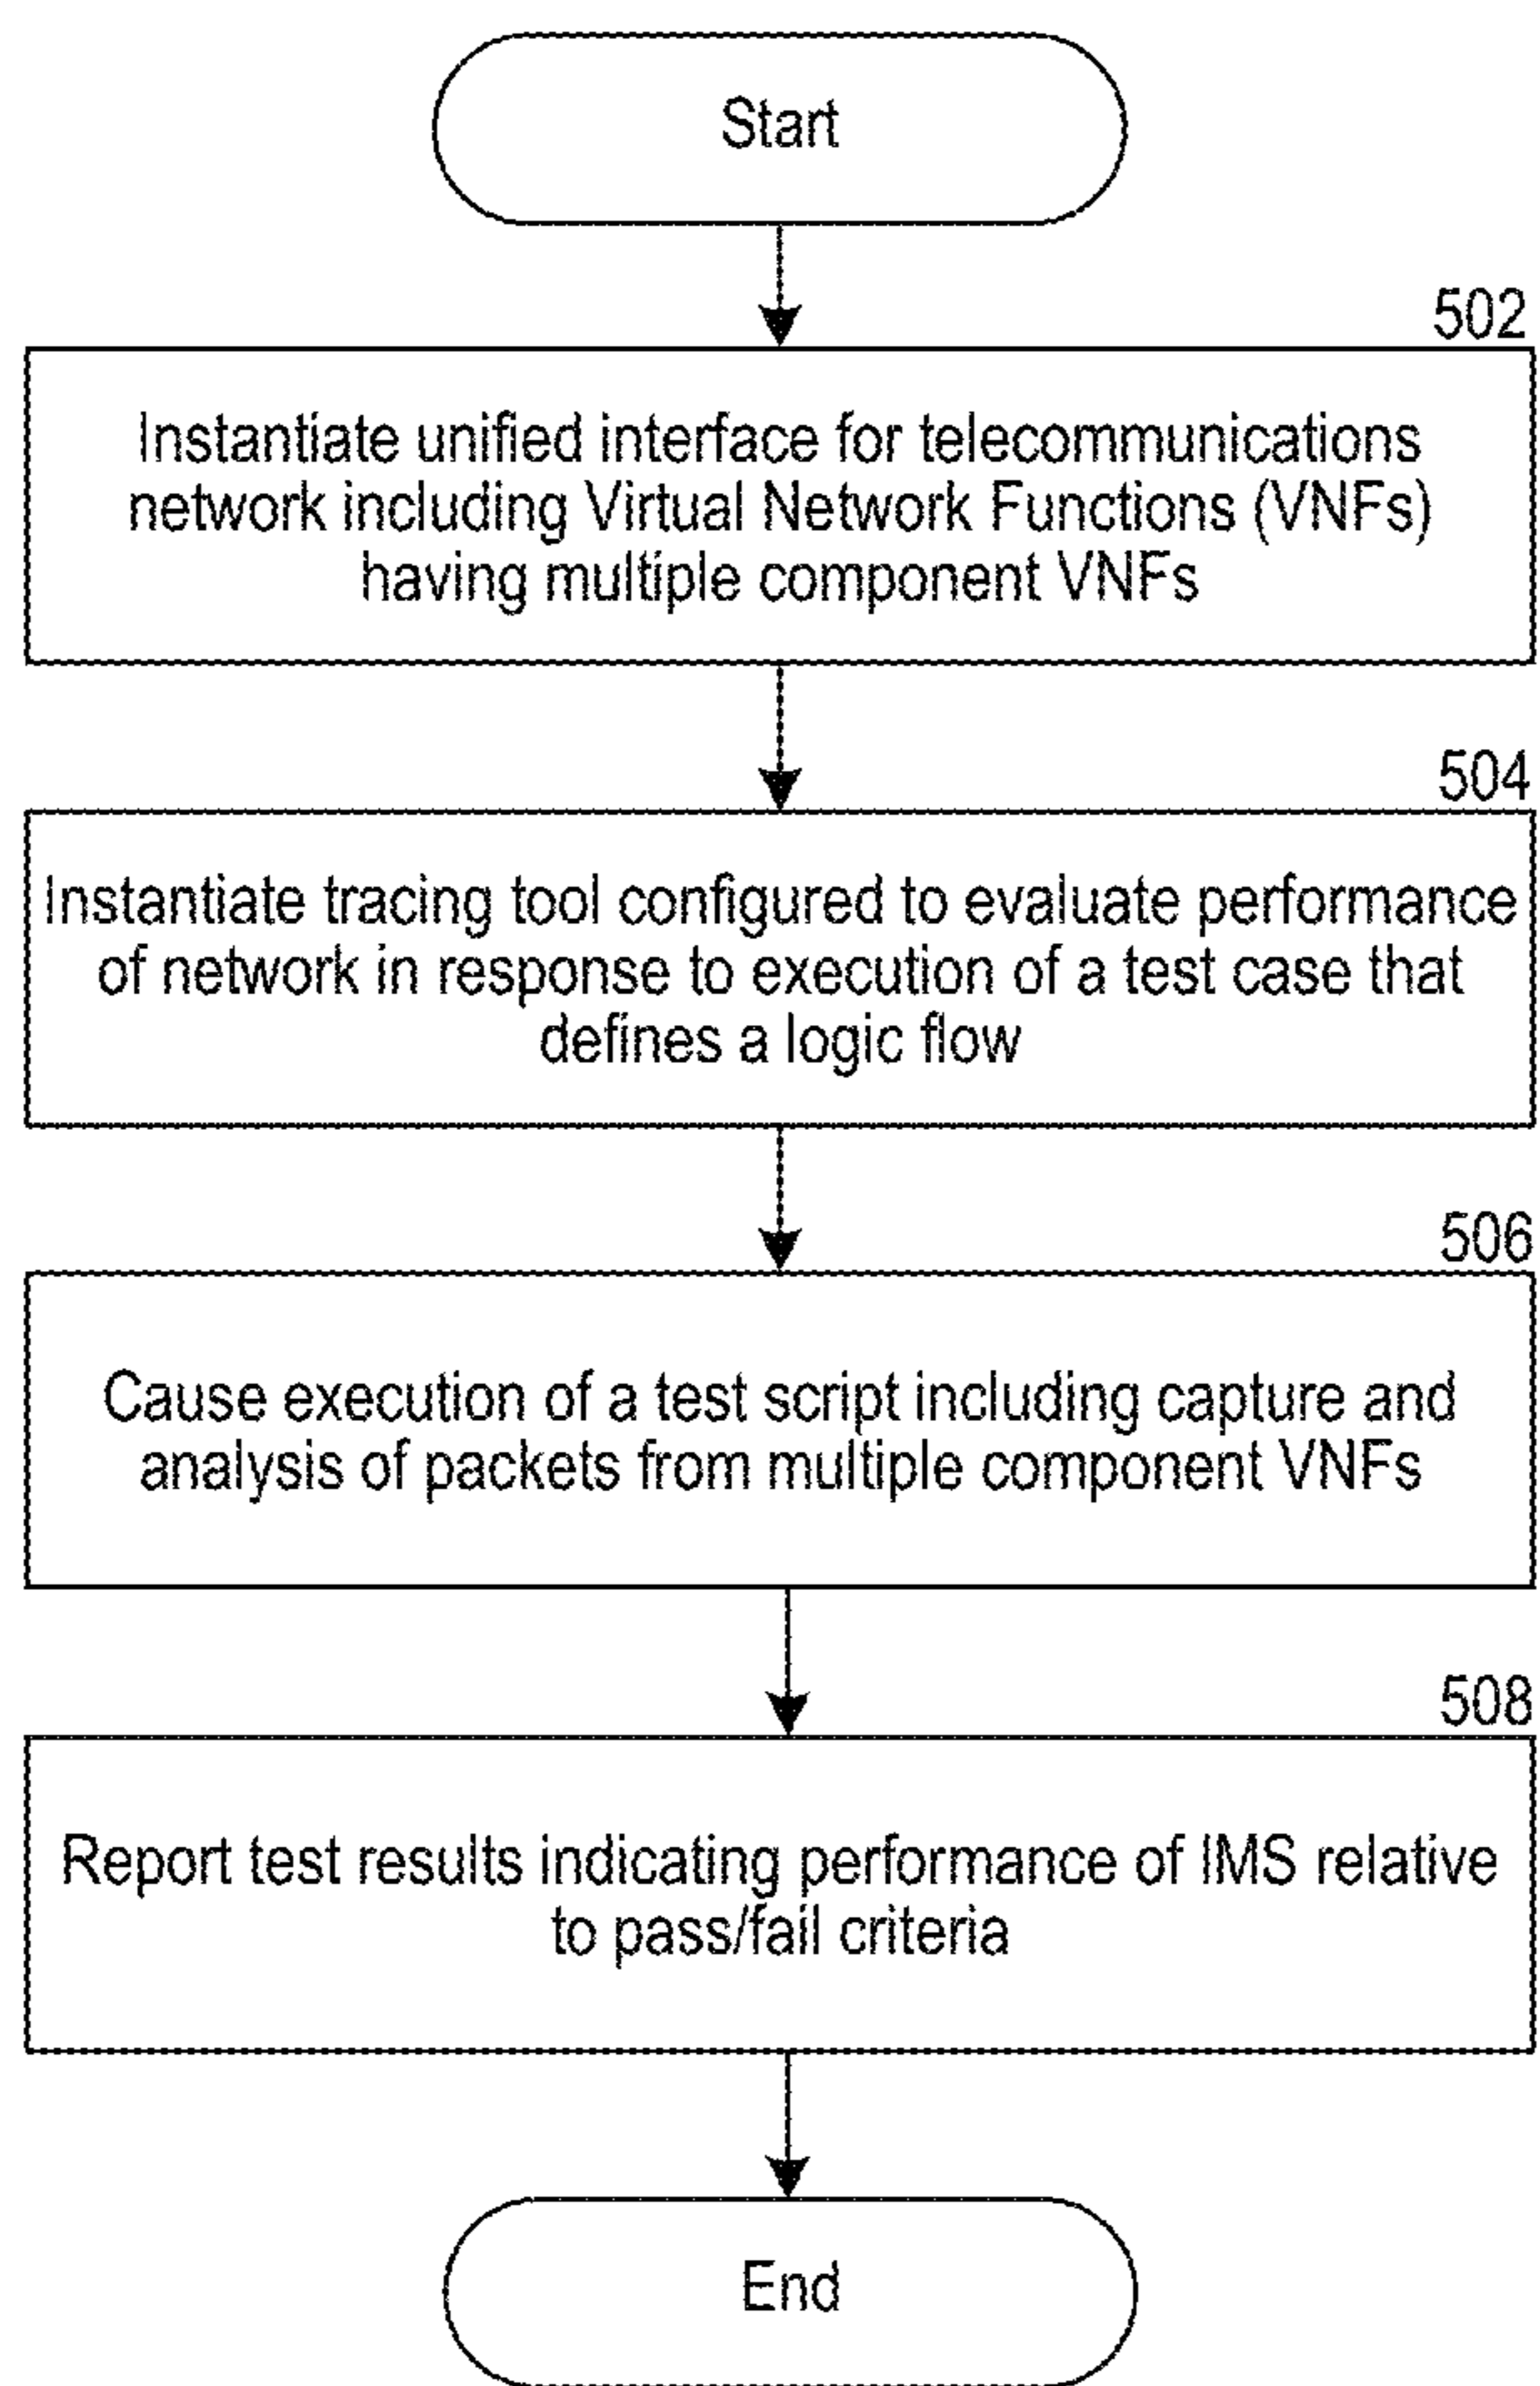 Start
502
Instantiate unified interface for telecommunications
network including Virtual Network Functions (VNFs)
having multiple component VNFs
504
Instantiate tracing tool configured to evaluate performance
of network in response to execution of a test case that
defines a logic flow
506
Cause execution of a test script including capture and
analysis of packets from multiple component VNFs
508
Report test results indicating performance of IMS relative
to pass/fail criteria
End